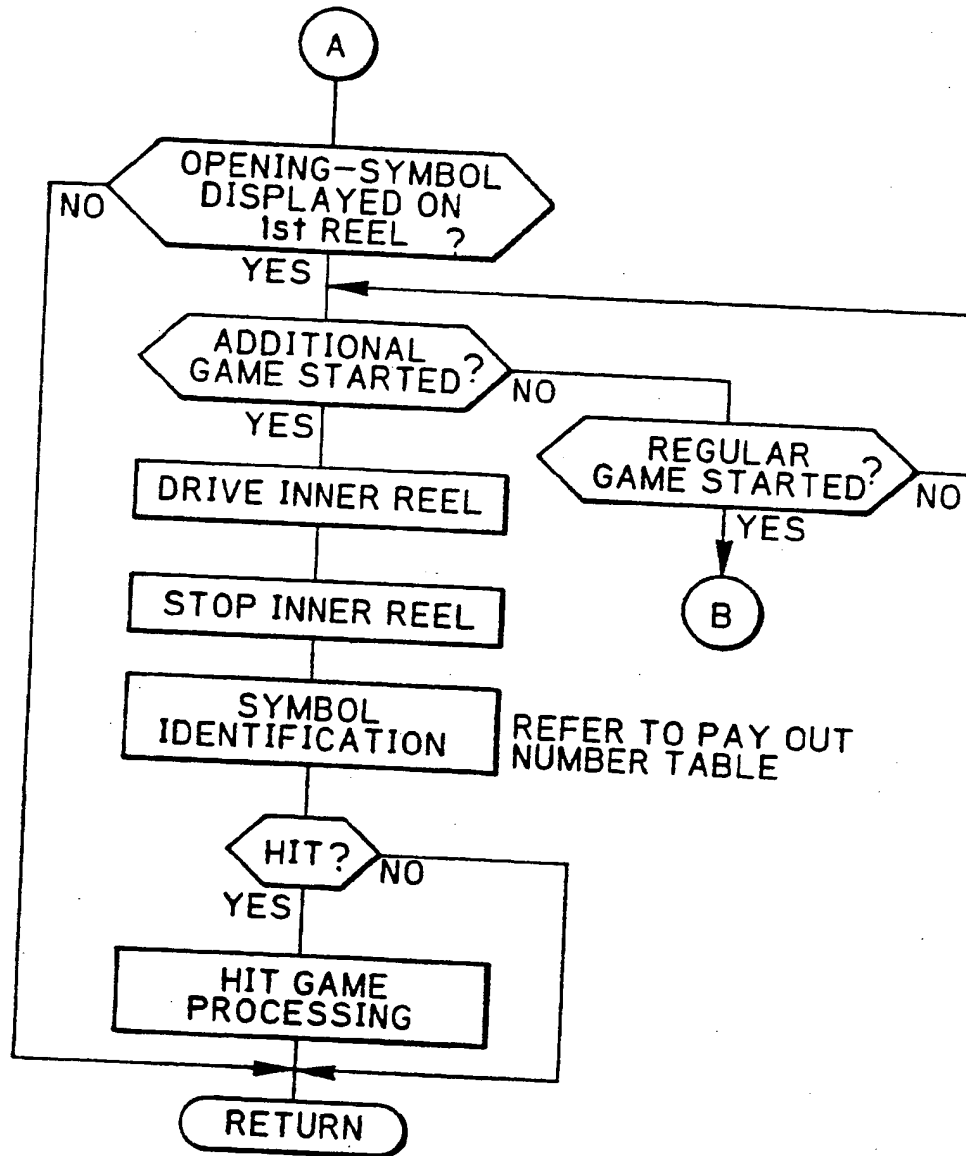 A
OPENING-SYMBOL
DISPLAYED ON
1st REEL ?
NO
YES
ADDITIONAL
GAME STARTED?
NO
YES
REGULAR
GAME STARTED?
NO
YES
DRIVE INNER REEL
STOP INNER REEL
B
SYMBOL
IDENTIFICATION
REFER TO PAY OUT
NUMBER TABLE
HIT?
NO
YES
HIT GAME
PROCESSING
RETURN